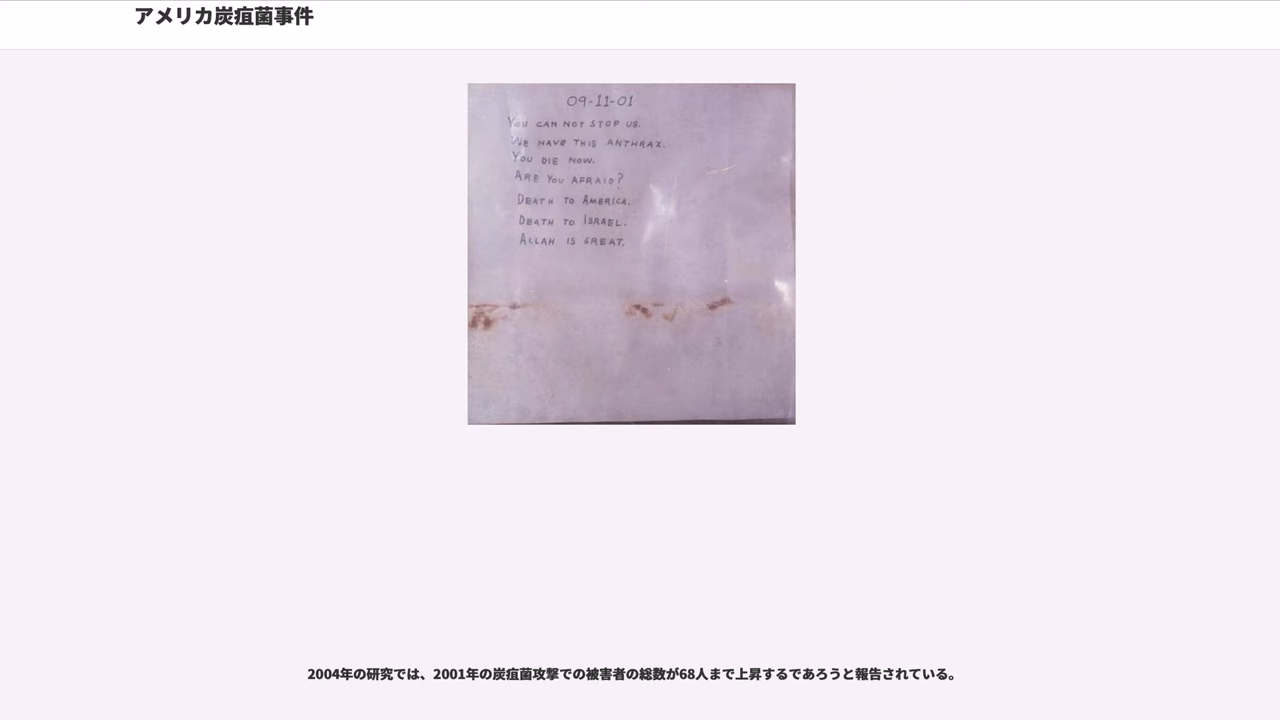 アメリカ炭疽菌事件
09-11-01
YOU CAN NOT STOP US.
WE HAVE THIS ANTHRAX.
YOU DIE NOW.
ARE YOU AFRAID?
DEATH TO AMERICA.
DEATH TO ISRAEL.
ALLAH IS GREAT.
2004年の研究では、2001年の炭疽菌攻撃での被害者の総数が68人まで上昇するであろうと報告されている。